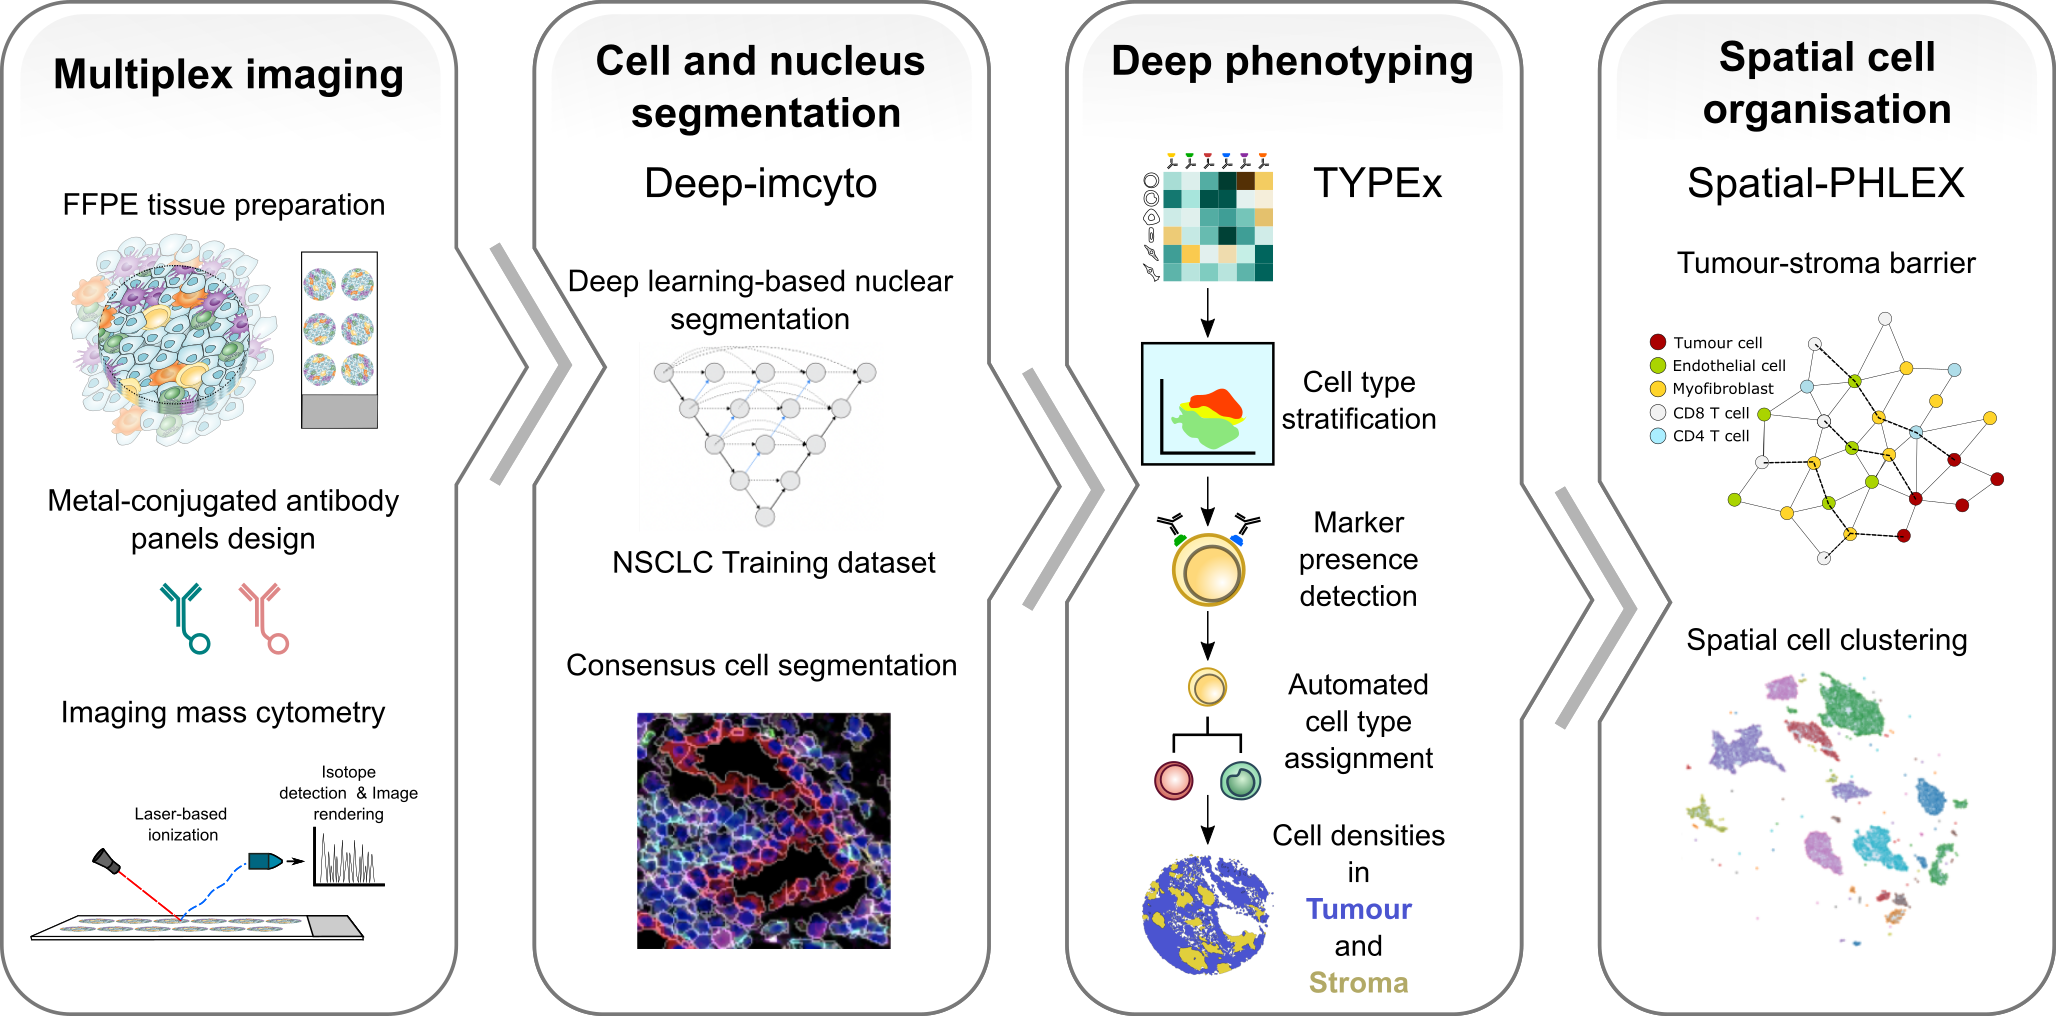 Multiplex imaging
FFPE tissue preparation
Metal-conjugated antibody
panels design
Imaging mass cytometry
Isotope
detection & Image
rendering
Laser-based
ionization
Cell and nucleus
segmentation
Deep-imcyto
Deep learning-based nuclear
segmentation
NSCLC Training dataset
Consensus cell segmentation
Deep phenotyping
TYPEx
Cell type
stratification
Marker
presence
detection
Automated
cell type
assignment
Cell densities
in
Tumour
and
Stroma
Spatial cell
organisation
Spatial-PHLEX
Tumour-stroma barrier
Tumour cell
Endothelial cell
Myofibroblast
CD8 T cell
CD4 T cell
Spatial cell clustering